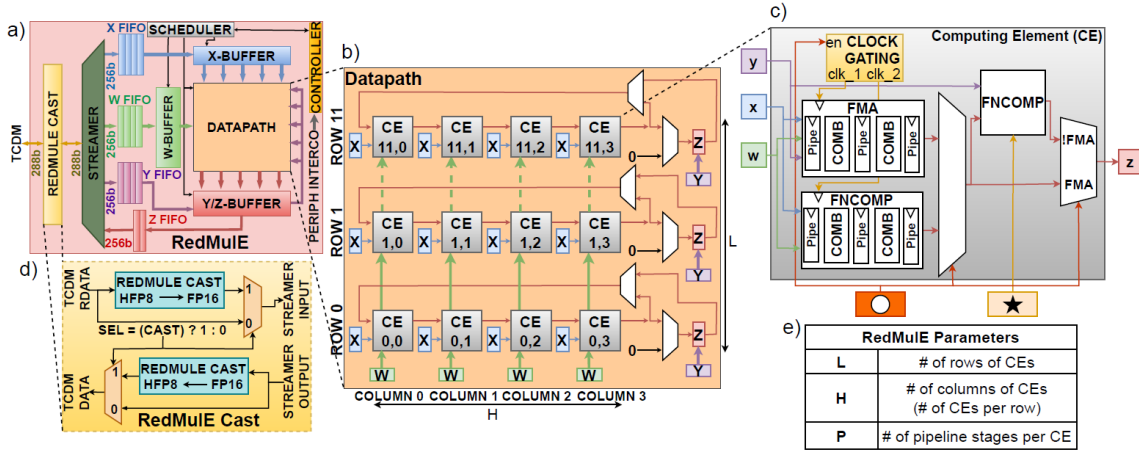 a)
X FIFO
SCHEDULER
CONTROLLER
X-BUFFER
256b
W FIFO
W-BUFFER
DATAPATH
TCDM
288b
REDMULE CAST
288b
STREAMER
256b
Y FIFO
256b
Y/Z-BUFFER
Z FIFO
256b
RedMulE
PERIPH INTERCO
b)
Datapath
ROW 11
X
CE
11,0
X
CE
11,1
X
CE
11,2
X
CE
11,3
0
Z
Y
ROW 1
X
CE
1,0
X
CE
1,1
X
CE
1,2
X
CE
1,3
0
Z
Y
L
ROW 0
X
CE
0,0
X
CE
0,1
X
CE
0,2
X
CE
0,3
0
Z
Y
W
W
W
W
COLUMN 0
COLUMN 1
COLUMN 2
COLUMN 3
H
c)
Computing Element (CE)
en
CLOCK
GATING
clk_1 clk_2
y
x
w
FMA
Pipe
COMB
Pipe
COMB
Pipe
FNCOMP
Pipe
COMB
Pipe
COMB
Pipe
FNCOMP
!FMA
FMA
z
d)
TCDM
RDATA
REDMULE CAST
HFP8
FP16
1
0
STREAMER
INPUT
SEL = (CAST) ? 1 : 0
TCDM
DATA
1
0
REDMULE CAST
HFP8
FP16
STREAMER
OUTPUT
RedMulE Cast
e)
RedMulE Parameters
L
# of rows of CEs
H
# of columns of CEs
(# of CEs per row)
P
# of pipeline stages per CE